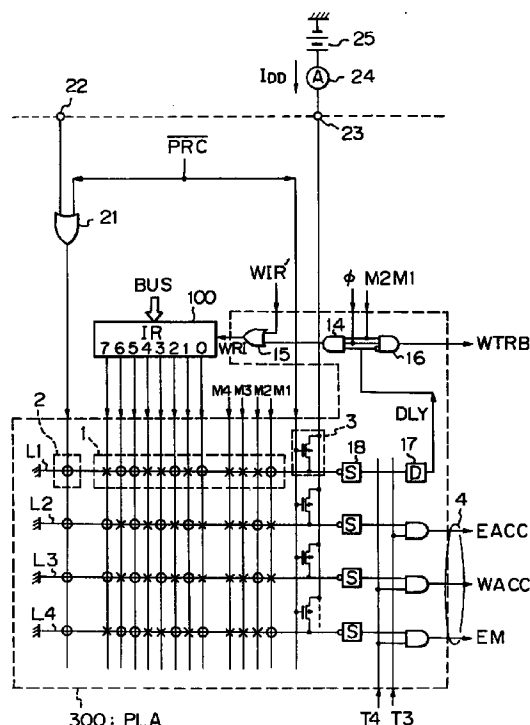 25
IDD
A
24
22
23
PRC
21
BUS
WIR'
φ
M2M1
100
IR
7 6 5 4 3 2 1 0
WRI
15
14
16
WTRB
M4 M3 M2 M1
DLY
2
1
3
L1
18
S
17
D
4
L2
S
EACC
L3
S
WACC
L4
S
EM
300: PLA
T4
T3